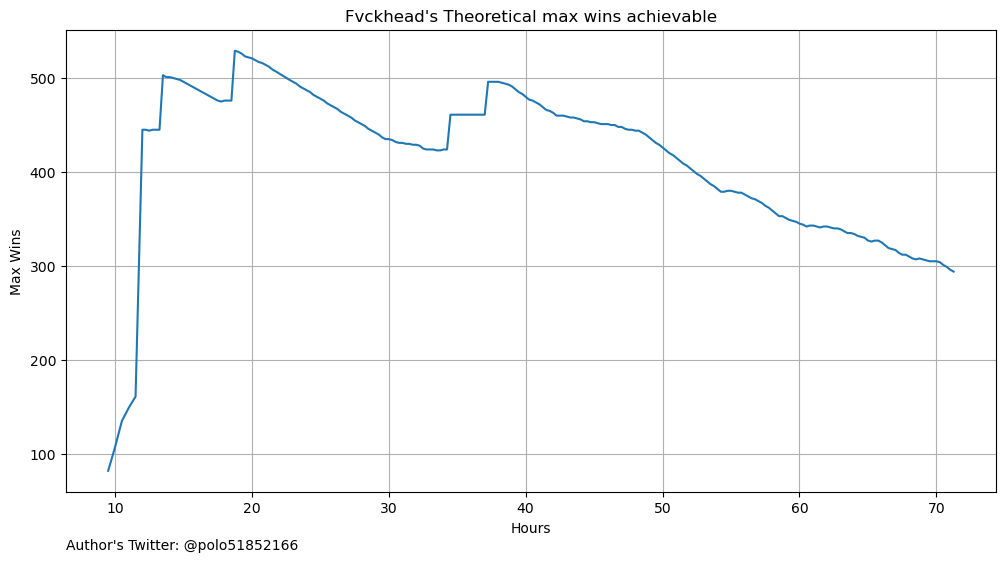 Fvckhead's Theoretical max wins achievable
Max Wins
500
400
300
200
100
10 20 30 40 50 60 70
Hours
Author's Twitter: @polo51852166